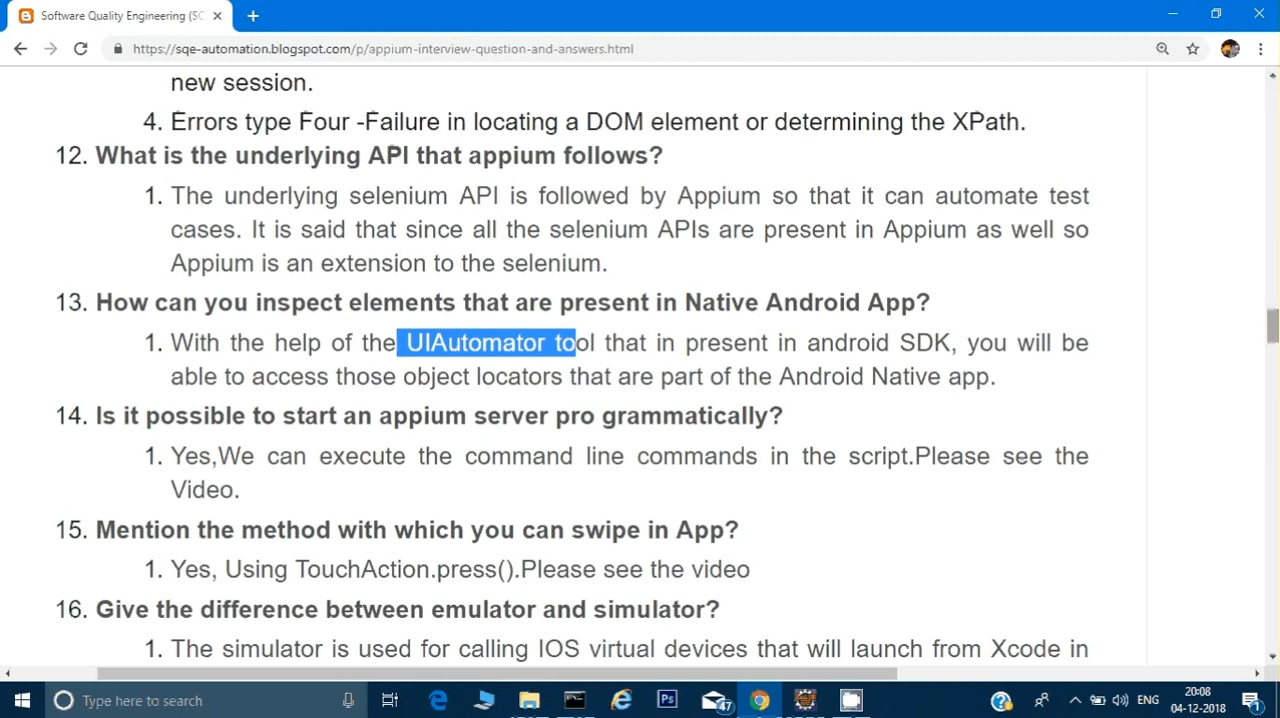 Software Quality Engineering (SC
https://sqe-automation.blogspot.com/p/appium-interview-question-and-answers.html
new session.
4. Errors type Four -Failure in locating a DOM element or determining the XPath.
12. What is the underlying API that appium follows?
1. The underlying selenium API is followed by Appium so that it can automate test
cases. It is said that since all the selenium APIs are present in Appium as well so
Appium is an extension to the selenium.
13. How can you inspect elements that are present in Native Android App?
1. With the help of the UIAutomator tool that in present in android SDK, you will be
able to access those object locators that are part of the Android Native app.
14. Is it possible to start an appium server pro grammatically?
1. Yes,We can execute the command line commands in the script.Please see the
Video.
15. Mention the method with which you can swipe in App?
1. Yes, Using TouchAction.press().Please see the video
16. Give the difference between emulator and simulator?
1. The simulator is used for calling IOS virtual devices that will launch from Xcode in
Type here to search
Ps
47
ENG
20:08
04-12-2018
1